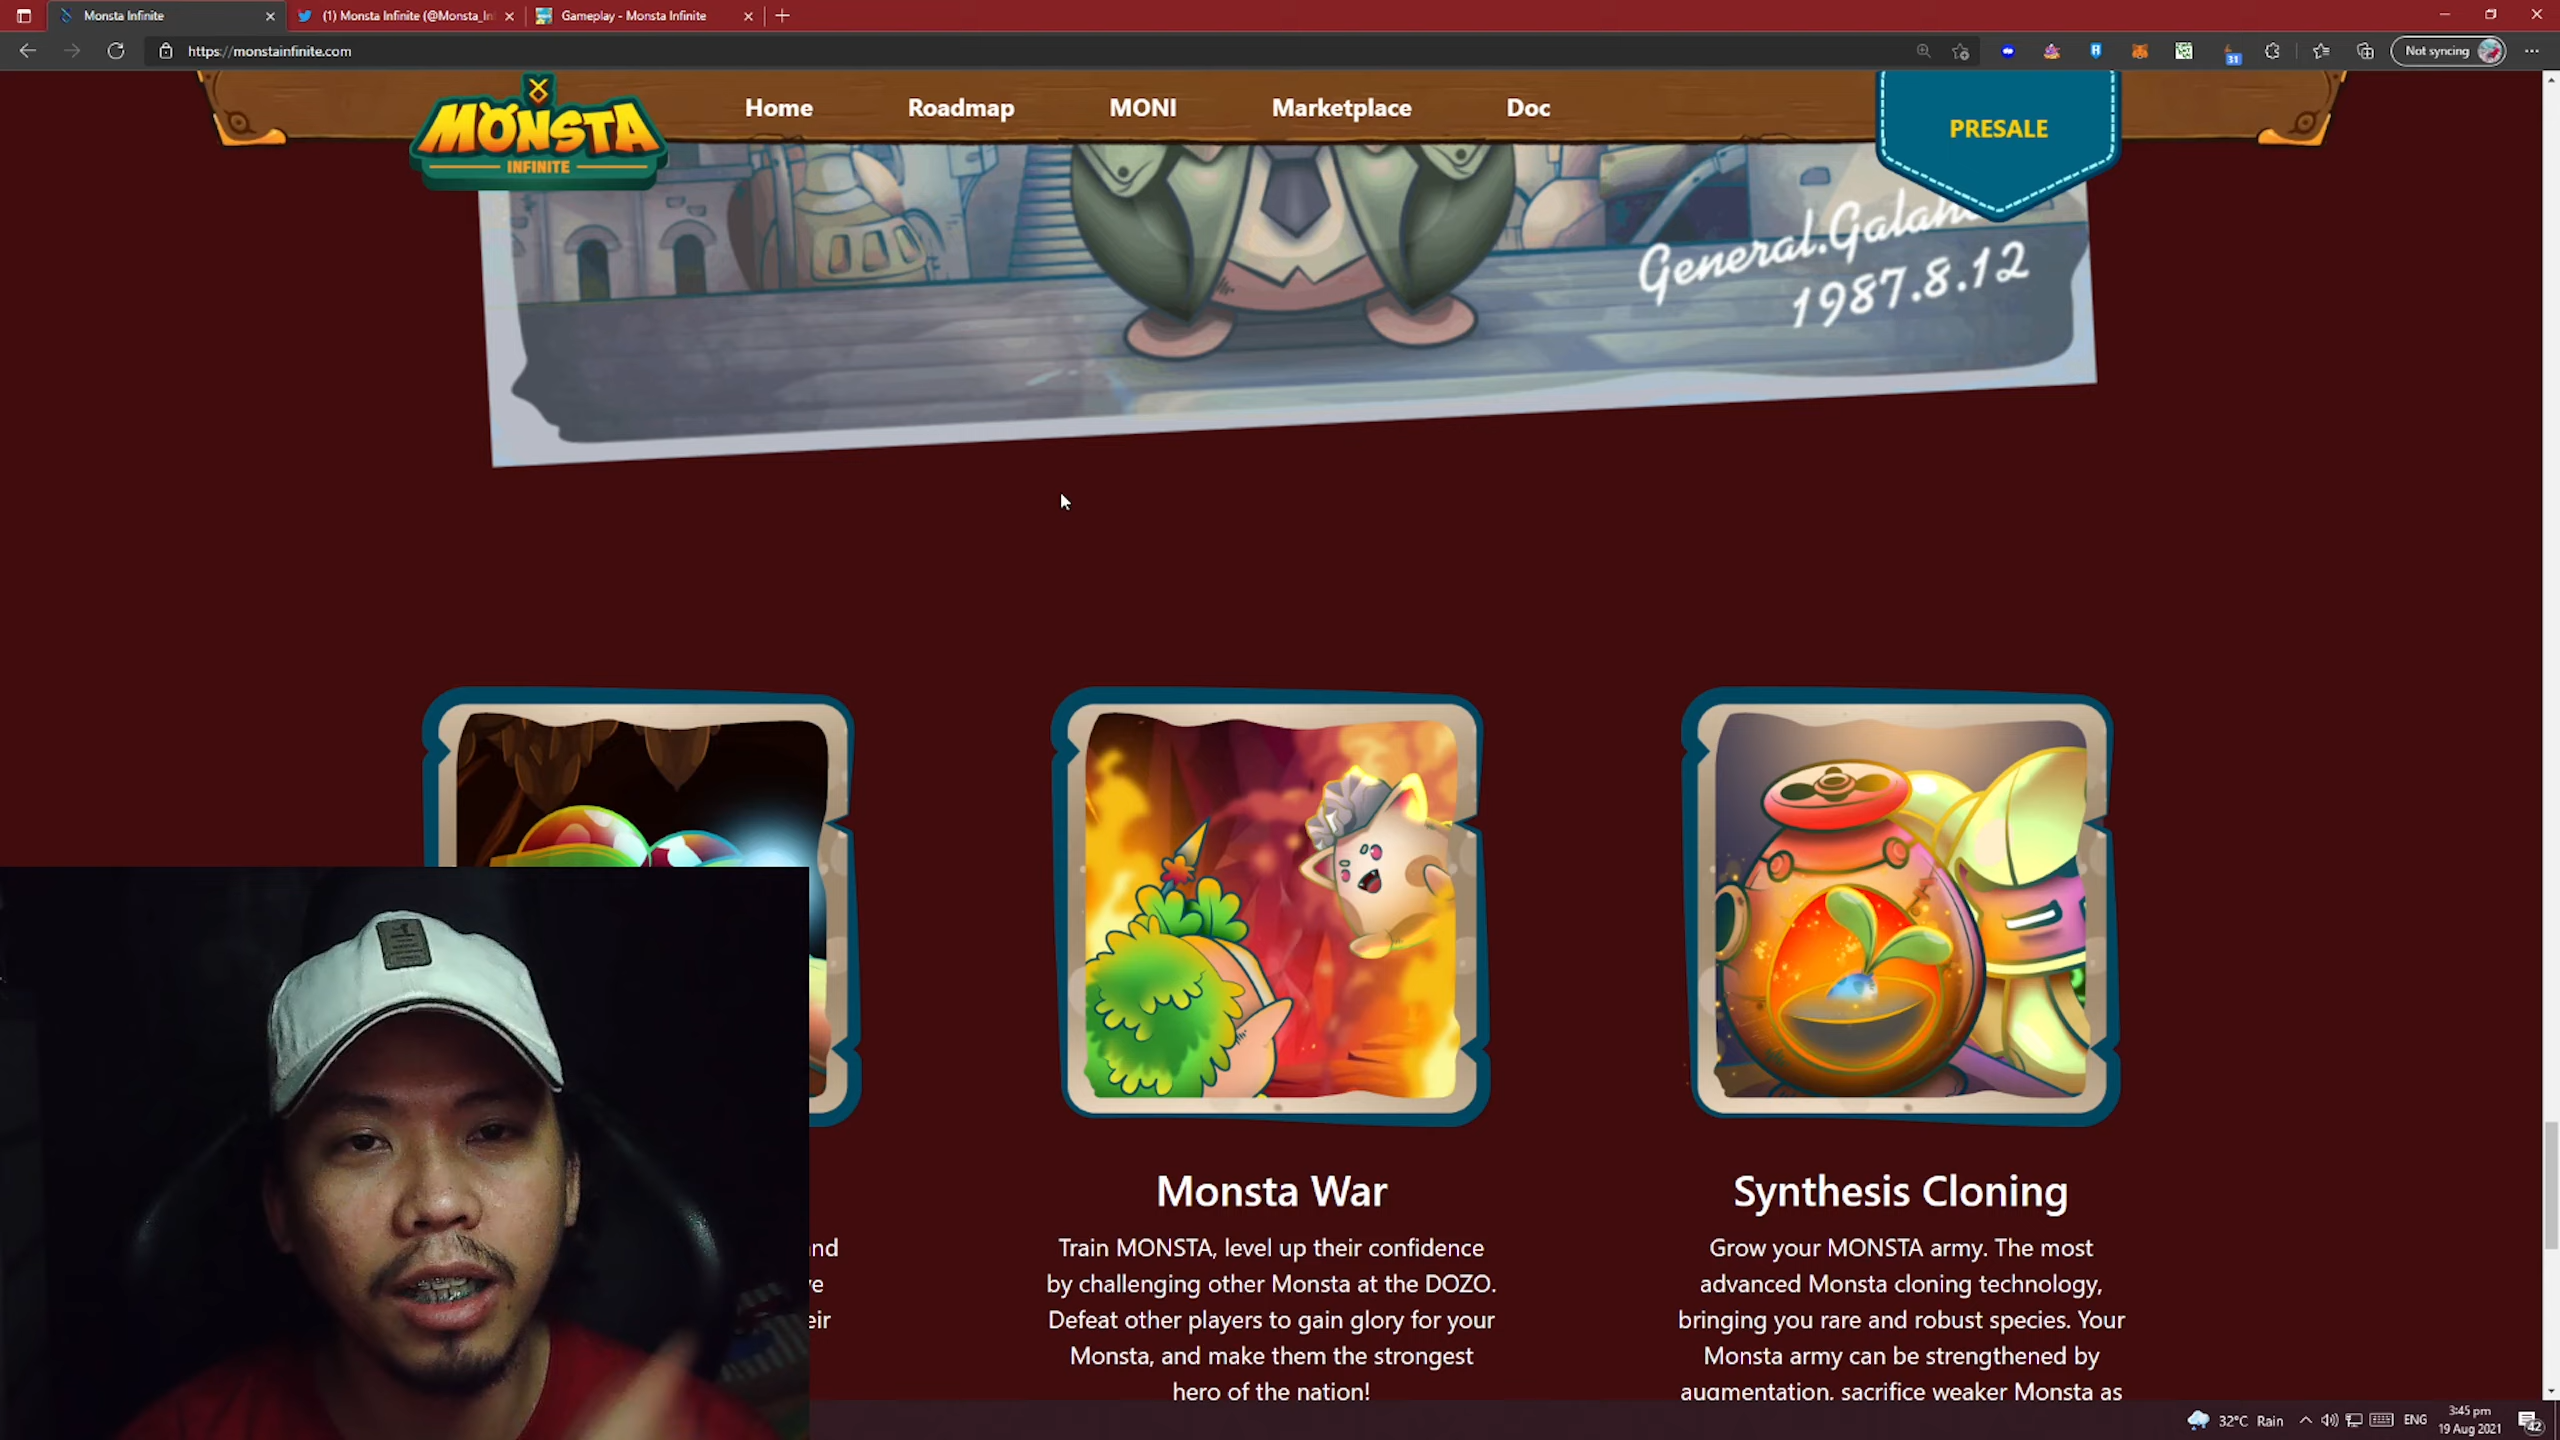 Monsta Infinite
(1) Monsta Infinite (@Monsta_In
Gameplay - Monsta Infinite
https://monstainfinite.com
31
Not syncing
MONSTA
INFINITE
Home
Roadmap
MONI
Marketplace
Doc
PRESALE
1987.8.12
Monsta War
Train MONSTA, level up their confidence
by challenging other Monsta at the DOZO.
Defeat other players to gain glory for your
Monsta, and make them the strongest
hero of the nation!
Synthesis Cloning
Grow your MONSTA army. The most
advanced Monsta cloning technology,
bringing you rare and robust species. Your
Monsta army can be strengthened by
augmentation, sacrifice weaker Monsta as
32°C Rain
ENG
3:45 pm
19 Aug 2021
42